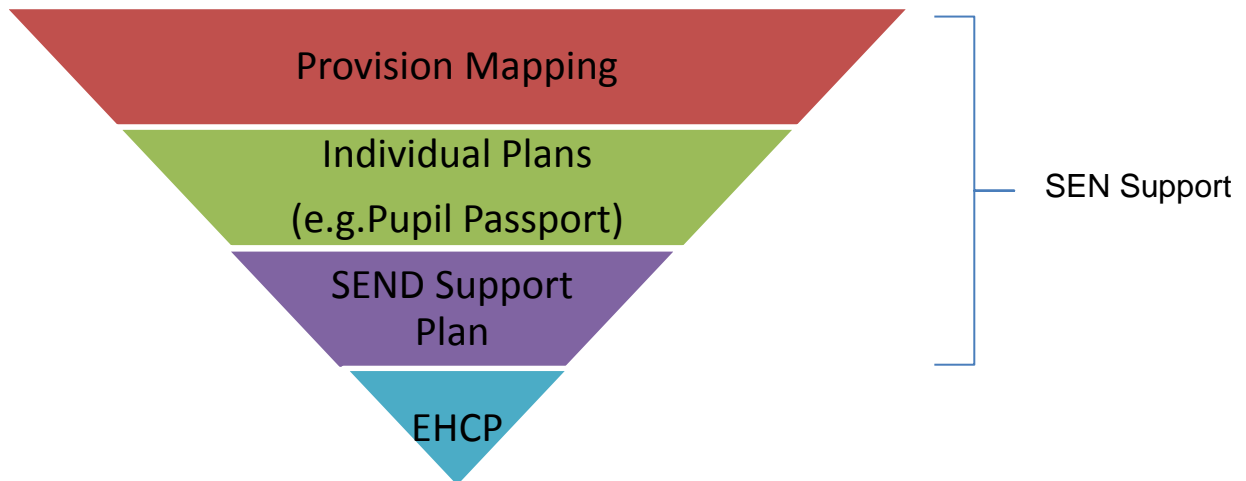 Provision Mapping
Individual Plans
(e.g.Pupil Passport)
SEND Support
Plan
EHCP
SEN Support